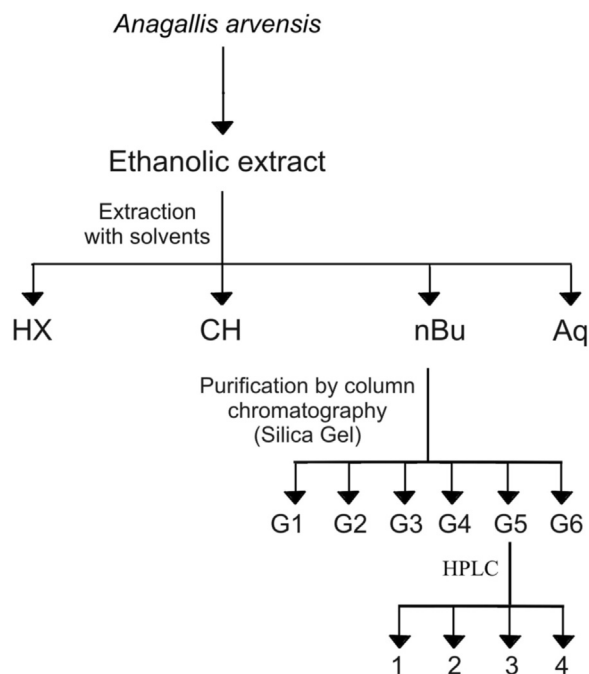 Anagallis arvensis
Ethanolic extract
Extraction
with solvents
HX CH nBu Aq
Purification by column
chromatography
(Silica Gel)
G1 G2 G3 G4 G5 G6
HPLC
1 2 3 4